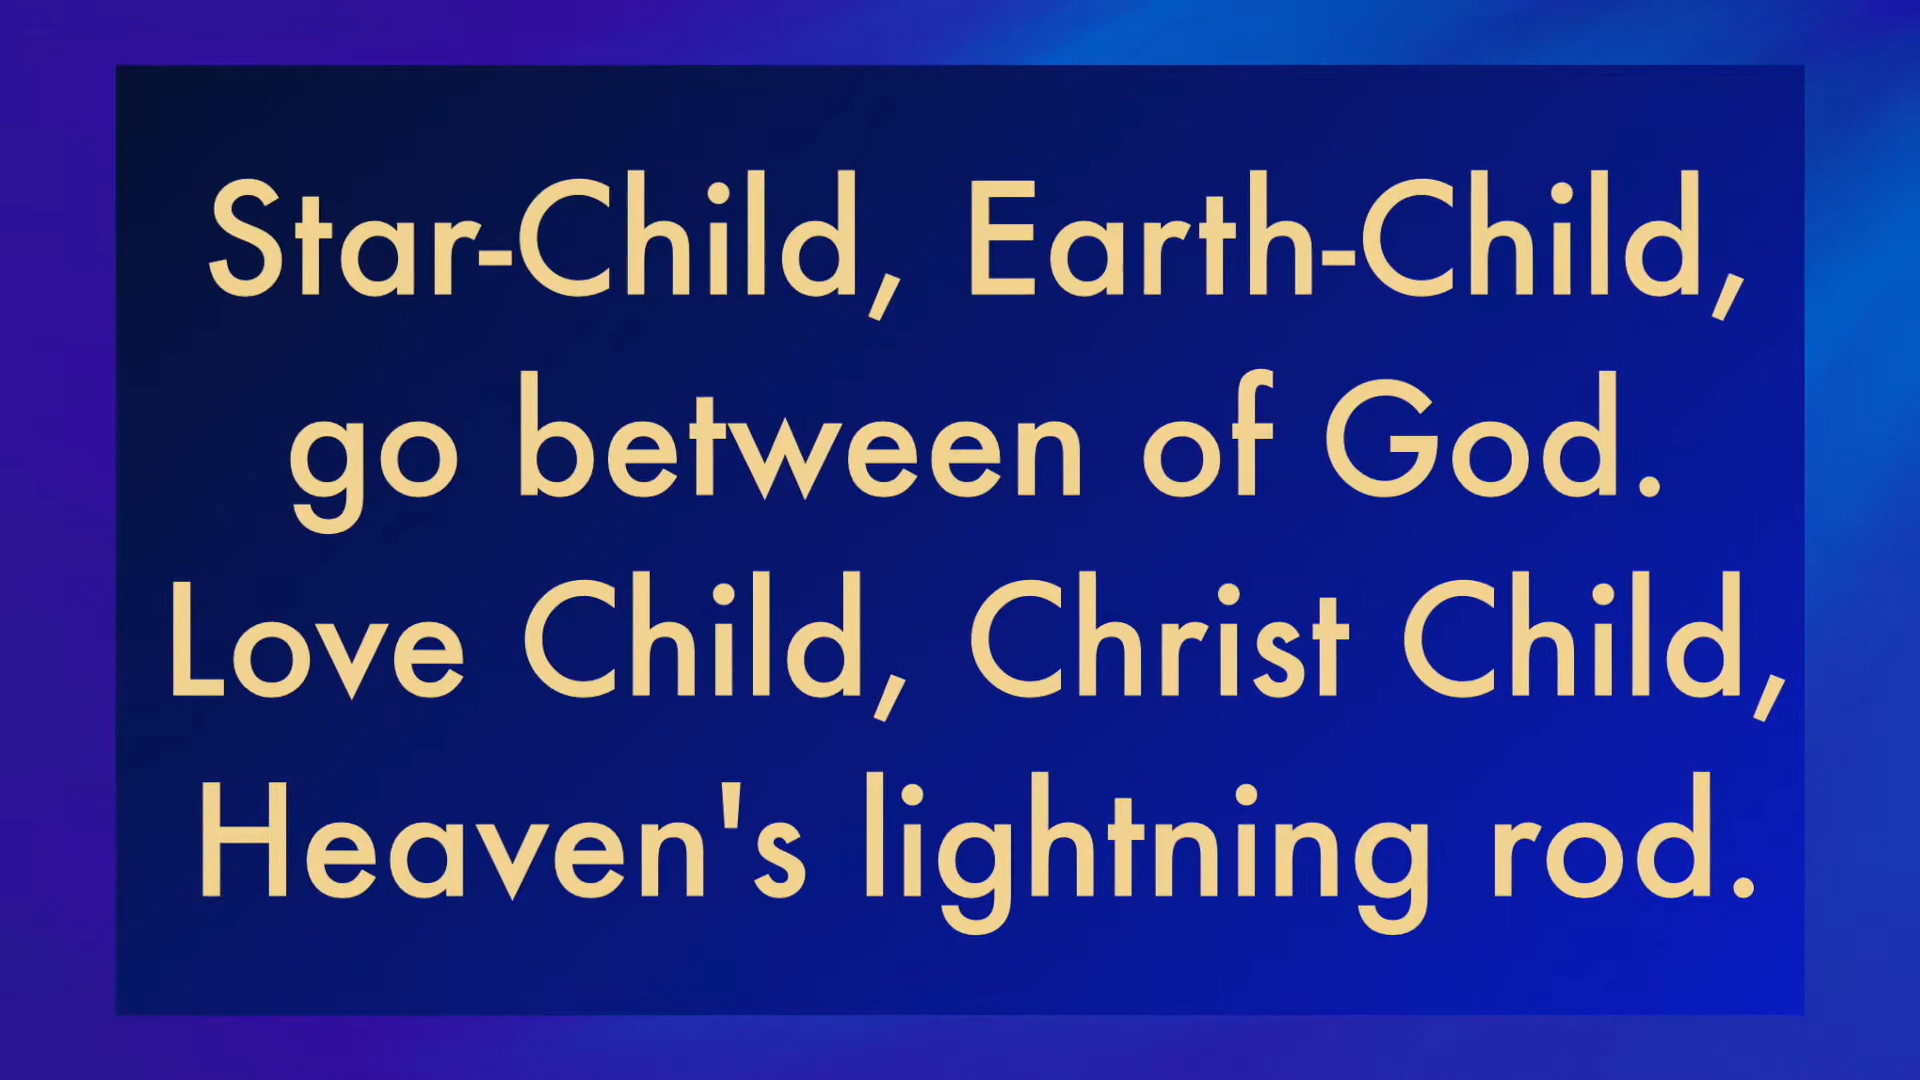 Star-Child, Earth-Child,
go between of God.
Love Child, Christ Child,
Heaven's lightning rod.